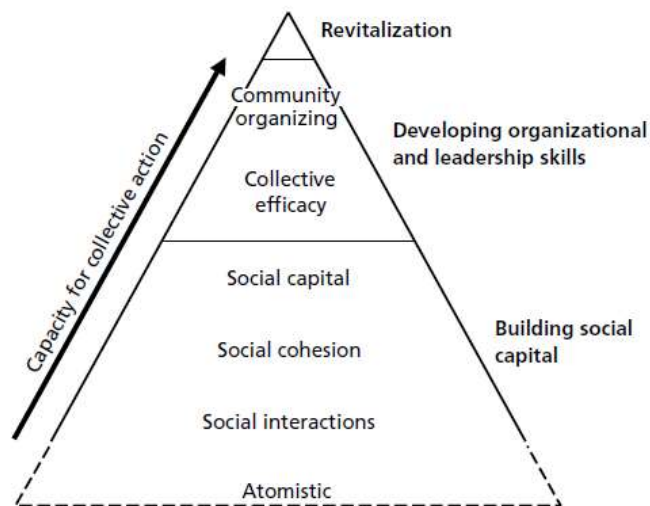 Revitalization
Community
organizing
Developing organizational
and leadership skills
Collective
efficacy
Capacity for collective action
Social capital
Building social
capital
Social cohesion
Social interactions
Atomistic